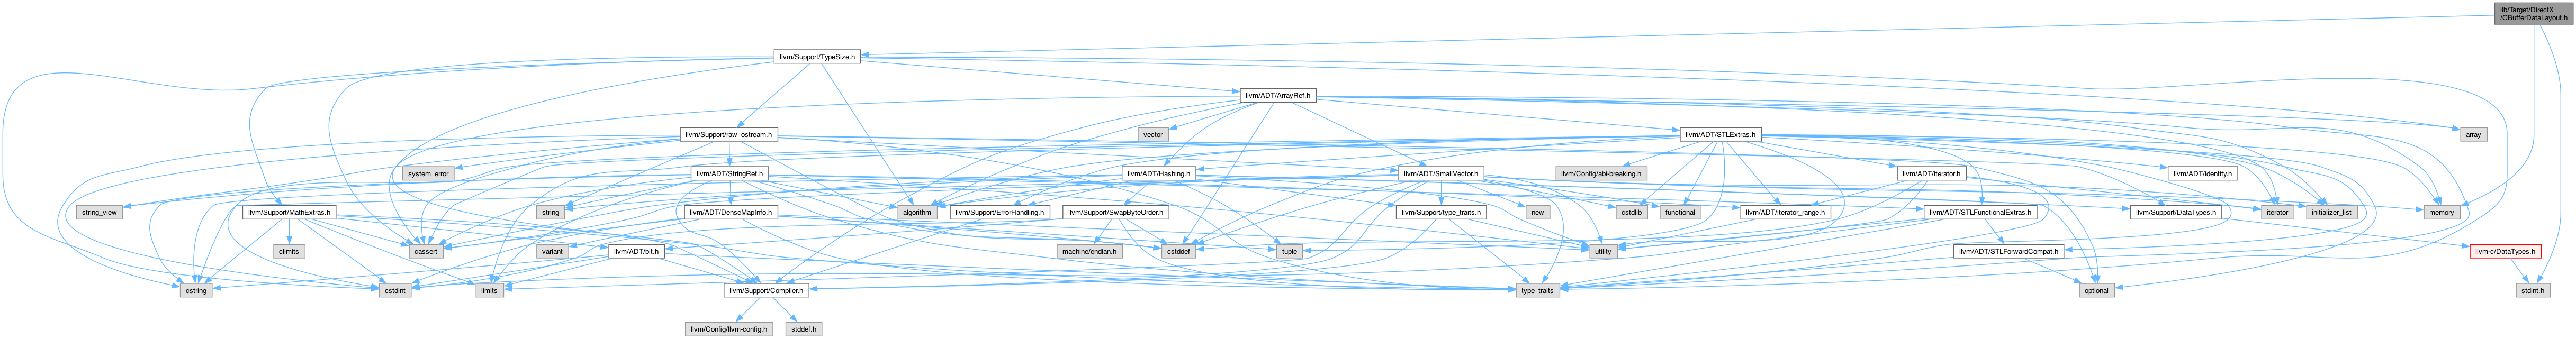 lib/Target/DirectX
/CBufferDataLayout.h
llvm/Support/TypeSize.h
llvm/ADT/ArrayRef.h
llvm/Support/raw_ostream.h
vector
llvm/ADT/STLExtras.h
array
system_error
llvm/ADT/StringRef.h
llvm/ADT/Hashing.h
llvm/ADT/SmallVector.h
llvm/Config/abi-breaking.h
llvm/ADT/iterator.h
llvm/ADT/identity.h
string_view
llvm/Support/MathExtras.h
string
llvm/ADT/DenseMapInfo.h
algorithm
llvm/Support/ErrorHandling.h
llvm/Support/SwapByteOrder.h
llvm/Support/type_traits.h
new
cstdlib
functional
llvm/ADT/iterator_range.h
llvm/ADT/STLFunctionalExtras.h
llvm/Support/DataTypes.h
iterator
initializer_list
memory
climits
cassert
variant
llvm/ADT/bit.h
machine/endian.h
cstddef
tuple
utility
llvm/ADT/STLForwardCompat.h
llvm-c/DataTypes.h
cstring
cstdint
limits
llvm/Support/Compiler.h
type_traits
optional
stdint.h
llvm/Config/llvm-config.h
stddef.h